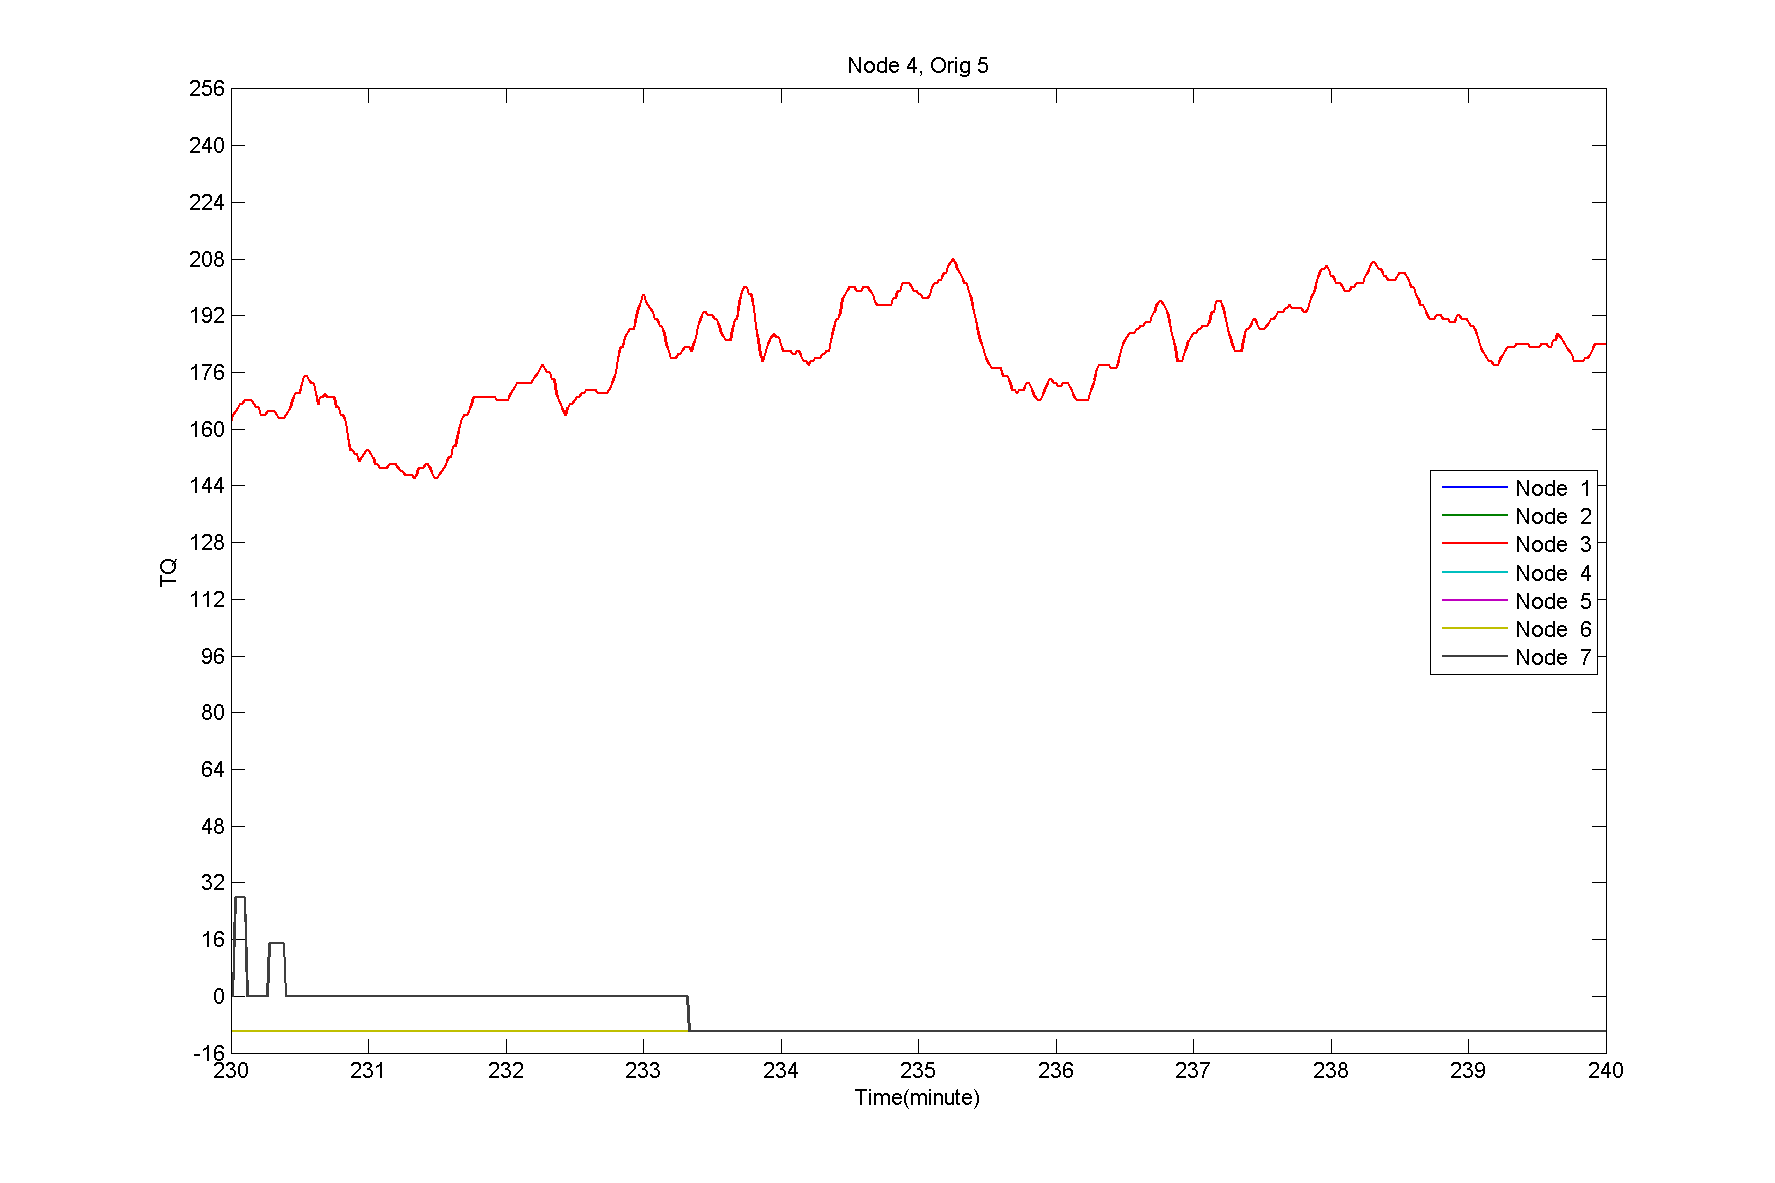 Node 4, Orig 5
256
240
224
208
192
176
160
144
128
112
96
80
64
48
32
16
0
-16
TQ
Node 1
Node 2
Node 3
Node 4
Node 5
Node 6
Node 7
230 231 232 233 234 235 236 237 238 239 240
Time(minute)